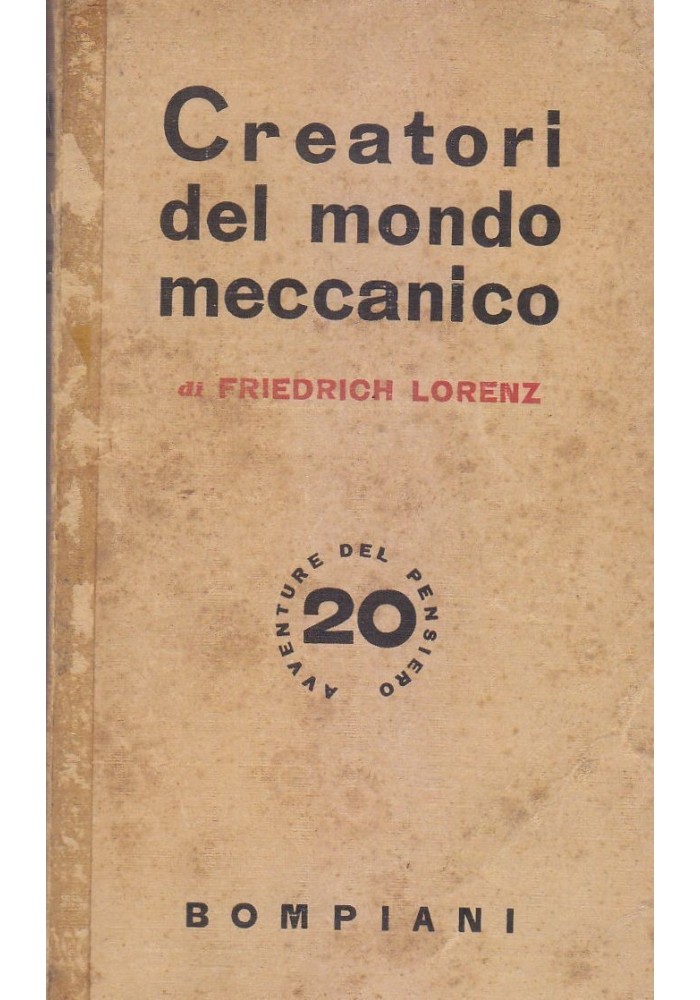 Creatori
del mondo
meccanico
di FRIEDRICH LORENZ
AVVENTURE DEL PENSIERO
20
BOMPIANI